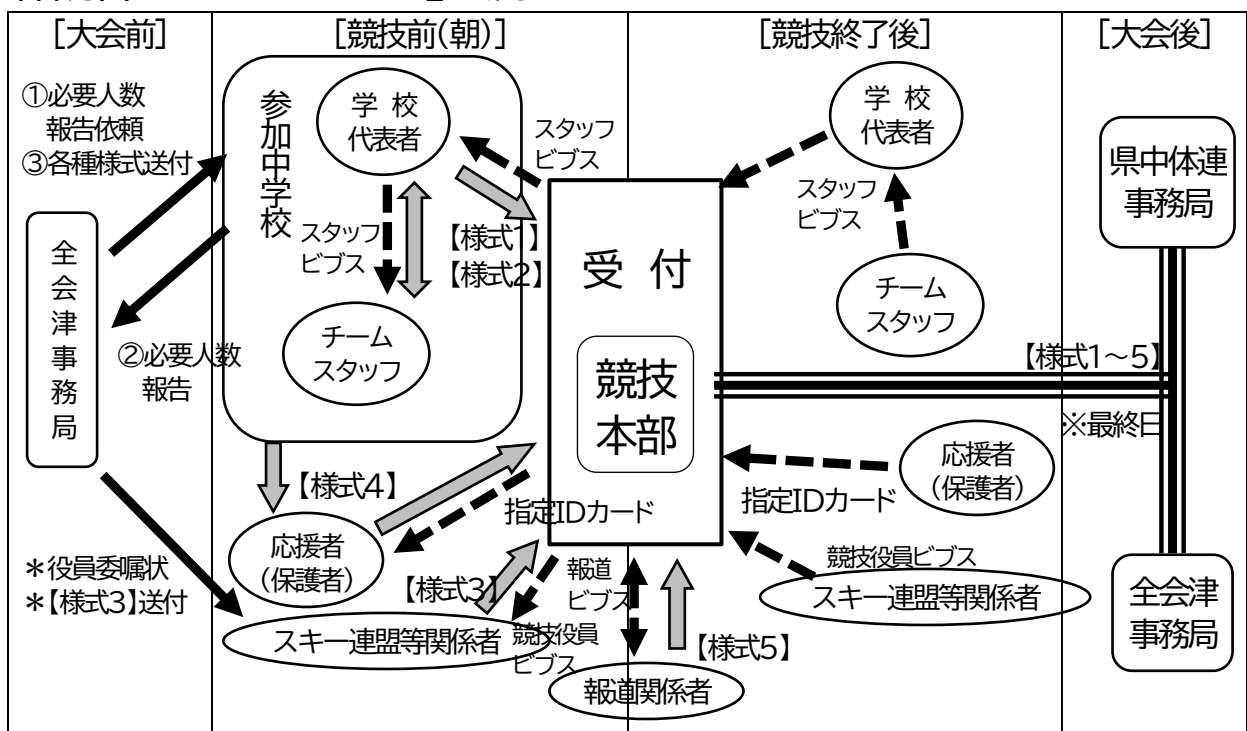 [大会前]
[競技前(朝)]
[競技終了後]
[大会後]
①必要人数
報告依頼
③各種様式送付
全会津事務局
②必要人数
報告
＊役員委嘱状
＊【様式3】送付
参加中学校
学 校
代表者
スタッフ
ビブス
スタッフ
ビブス
【様式1】
【様式2】
チーム
スタッフ
【様式4】
応援者
(保護者)
指定IDカード
【様式3】
スキー連盟等関係者
競技役員
ビブス
受 付
競技
本部
報道
ビブス
【様式5】
報道関係者
学 校
代表者
スタッフ
ビブス
チーム
スタッフ
【様式1～5】
※最終日
応援者
(保護者)
指定IDカード
競技役員ビブス
スキー連盟等関係者
県中体連
事務局
全会津
事務局